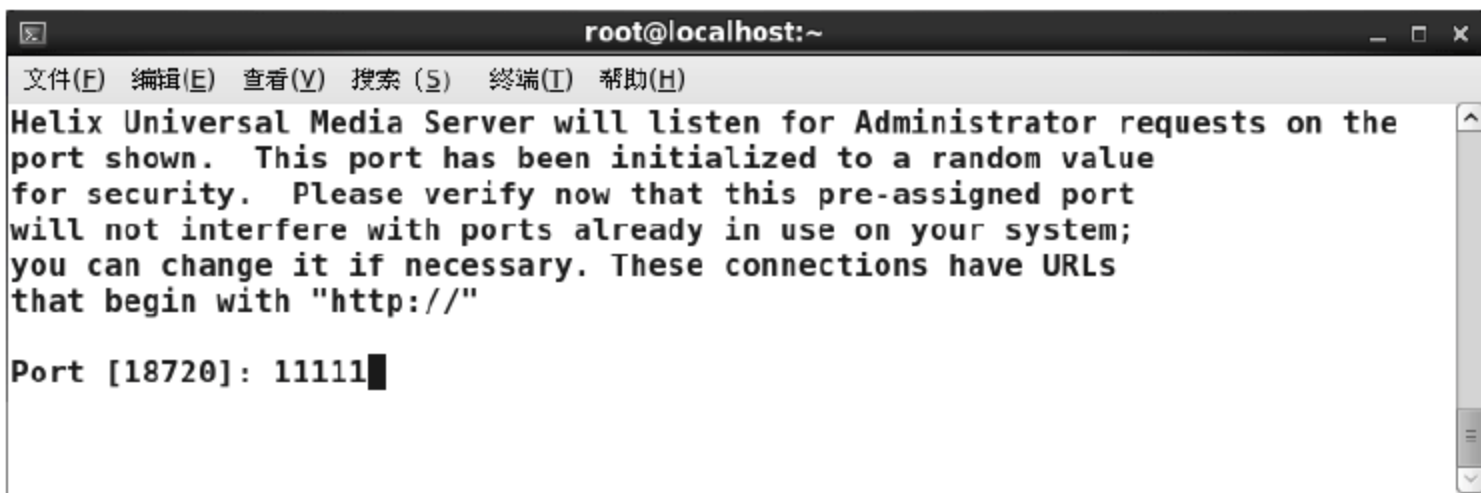 root@localhost:~
文件(F) 编辑(E) 查看(V) 搜索 (S) 终端(T) 帮助(H)
Helix Universal Media Server will listen for Administrator requests on the
port shown.  This port has been initialized to a random value
for security.  Please verify now that this pre-assigned port
will not interfere with ports already in use on your system;
you can change it if necessary. These connections have URLs
that begin with "http://"
Port [18720]: 11111